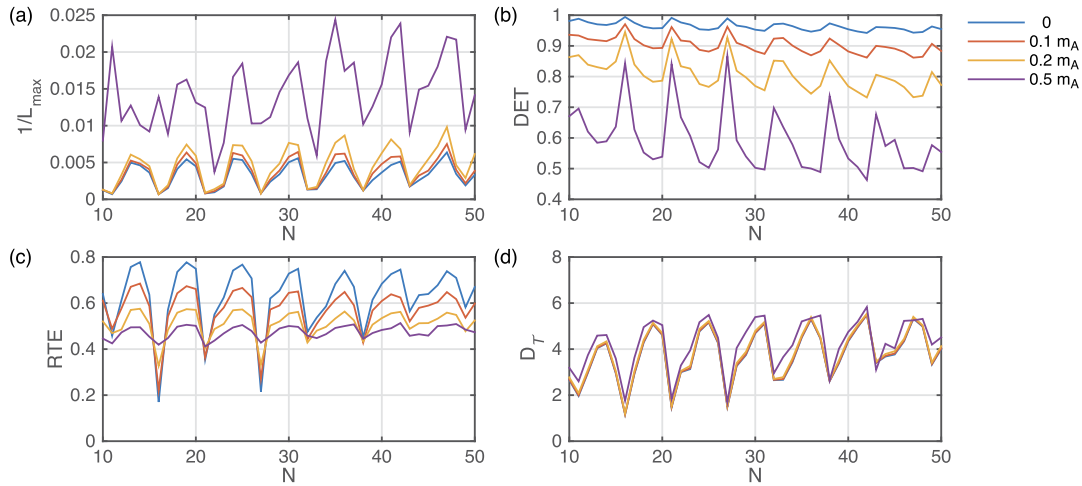 (a)
0.025
0.02
0.015
0.01
0.005
0
1/L_max
10 20 30 40 50
N
(b)
1
0.9
0.8
0.7
0.6
0.5
0.4
DET
10 20 30 40 50
N
0
0.1 m_A
0.2 m_A
0.5 m_A
(c)
0.8
0.6
0.4
0.2
0
RTE
10 20 30 40 50
N
(d)
8
6
4
2
0
D_T
10 20 30 40 50
N